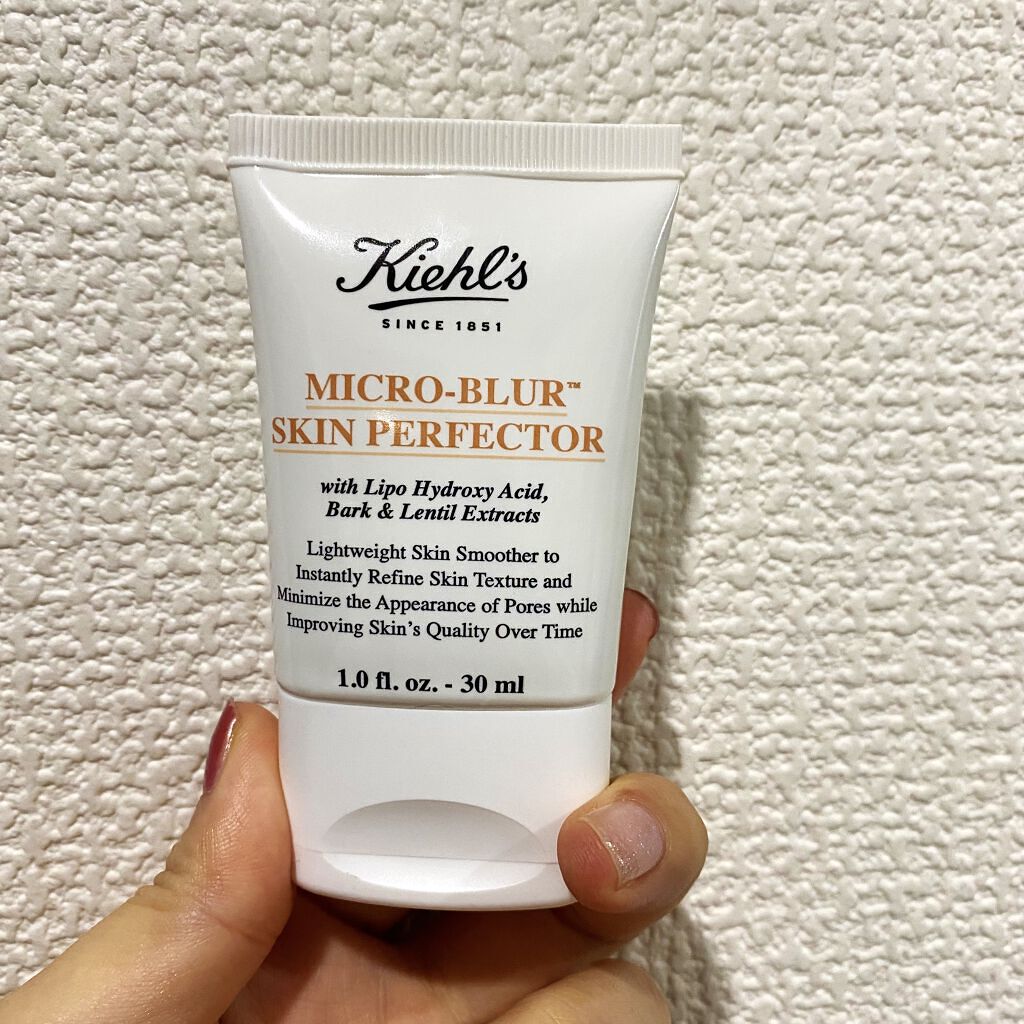 Kiehl's
SINCE 1851
MICRO-BLUR™
SKIN PERFECTOR
with Lipo Hydroxy Acid,
Bark & Lentil Extracts
Lightweight Skin Smoother to
Instantly Refine Skin Texture and
Minimize the Appearance of Pores while
Improving Skin's Quality Over Time
1.0 fl. oz. - 30 ml